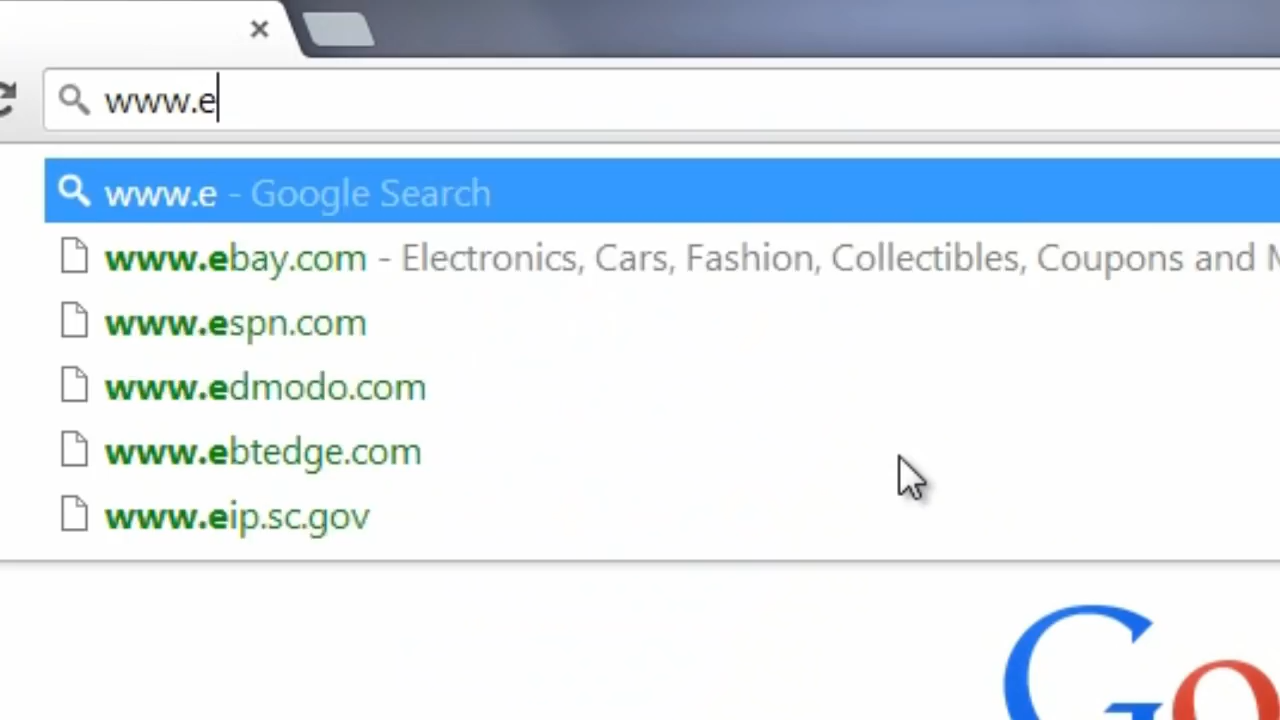 www.e
www.e - Google Search
www.ebay.com - Electronics, Cars, Fashion, Collectibles, Coupons and M
www.espn.com
www.edmodo.com
www.ebtedge.com
www.eip.sc.gov
Go